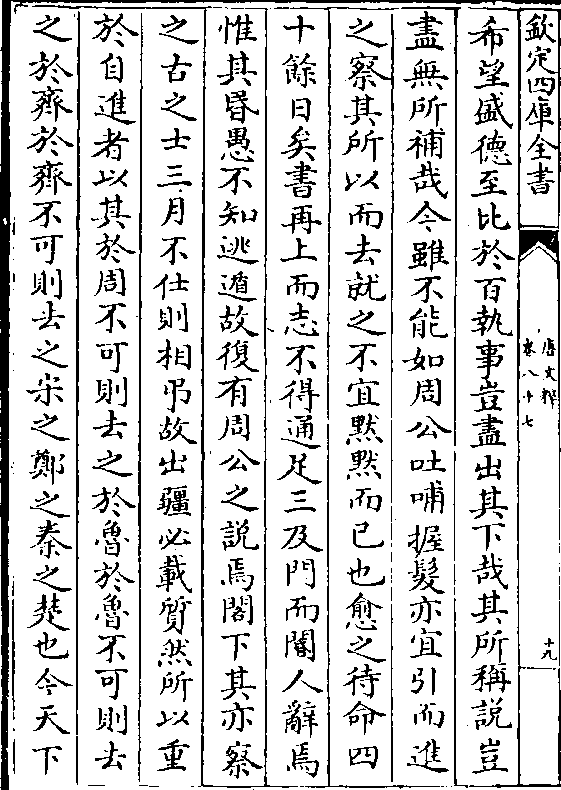 欽定四庫全書
唐文粹
卷八十七
十九
希望盛德至比於百執事豈盡出其下哉其所稱説豈
盡無所補哉今雖不能如周公吐哺握髮亦宜引而進
之察其所以而去就之不宜黙黙而已也愈之待命四
十餘日矣書再上而志不得通足三及門而閽人辭焉
惟其昬愚不知逃遁故復有周公之説焉閤下其亦察
之古之士三月不仕則相弔故出疆必載質然所以重
於自進者以其於周不可則去之於魯於魯不可則去
之於齊於齊不可則去之宋之鄭之秦之楚也今天下